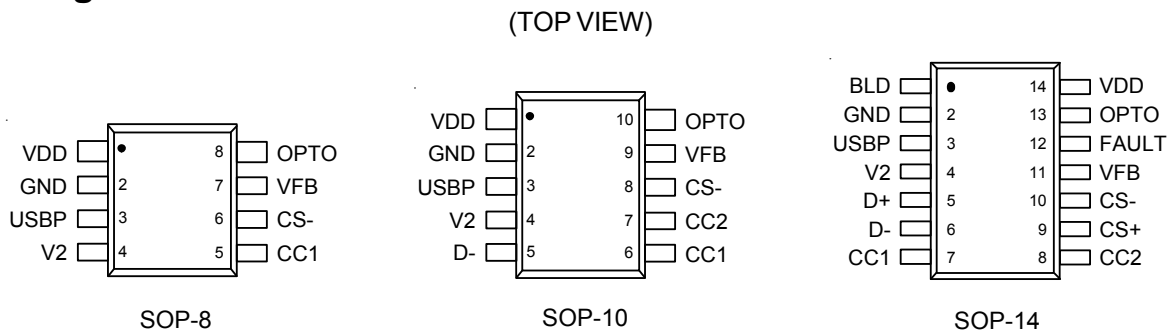 (TOP VIEW)
VDD 8 OPTO
GND 2 7 VFB
USBP 3 6 CS-
V2 4 5 CC1
SOP-8
VDD 10 OPTO
GND 2 9 VFB
USBP 3 8 CS-
V2 4 7 CC2
D- 5 6 CC1
SOP-10
BLD 14 VDD
GND 2 13 OPTO
USBP 3 12 FAULT
V2 4 11 VFB
D+ 5 10 CS-
D- 6 9 CS+
CC1 7 8 CC2
SOP-14